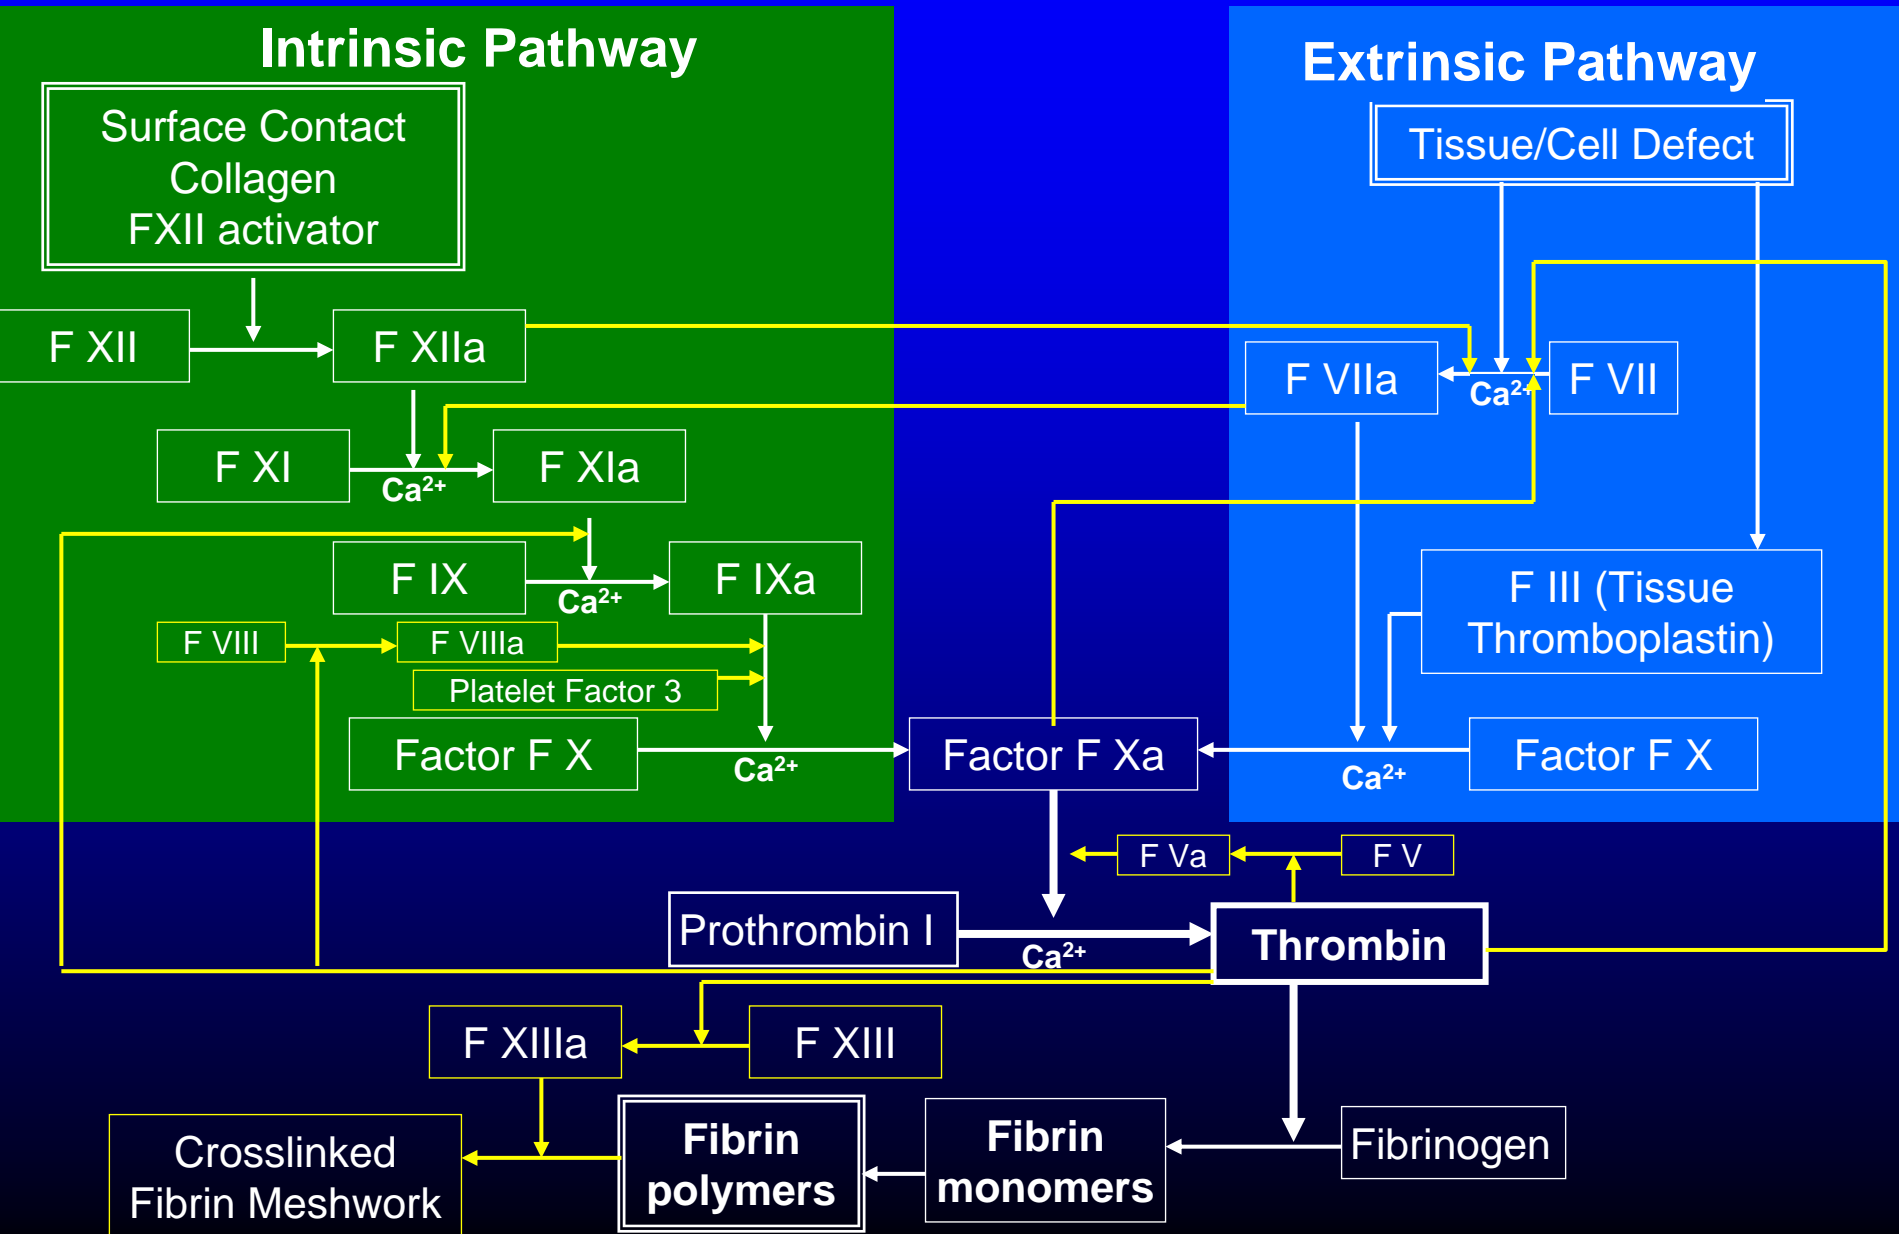 Intrinsic Pathway
Extrinsic Pathway
Surface Contact
Collagen
FXII activator
Tissue/Cell Defect
F XII
F XIIa
F VIIa
Ca²⁺
F VII
F XI
Ca²⁺
F XIa
F IX
Ca²⁺
F IXa
F III (Tissue
Thromboplastin)
F VIII
F VIIIa
Platelet Factor 3
Factor F X
Ca²⁺
Factor F Xa
Ca²⁺
Factor F X
F Va
F V
Prothrombin I
Ca²⁺
Thrombin
F XIIIa
F XIII
Crosslinked
Fibrin Meshwork
Fibrin
polymers
Fibrin
monomers
Fibrinogen